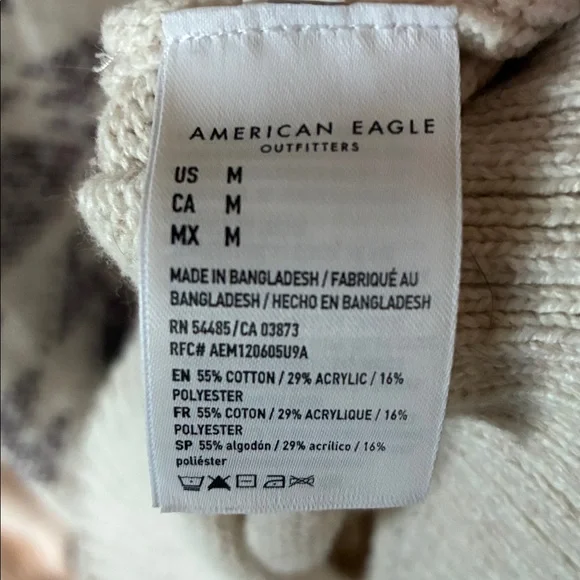 AMERICAN EAGLE
OUTFITTERS
US M
CA M
MX M
MADE IN BANGLADESH / FABRIQUÉ AU
BANGLADESH / HECHO EN BANGLADESH
RN 54485 / CA 03873
RFC# AEM120605U9A
EN 55% COTTON / 29% ACRYLIC / 16%
POLYESTER
FR 55% COTON / 29% ACRYLIQUE / 16%
POLYESTER
SP 55% algodón / 29% acrílico / 16%
poliéster